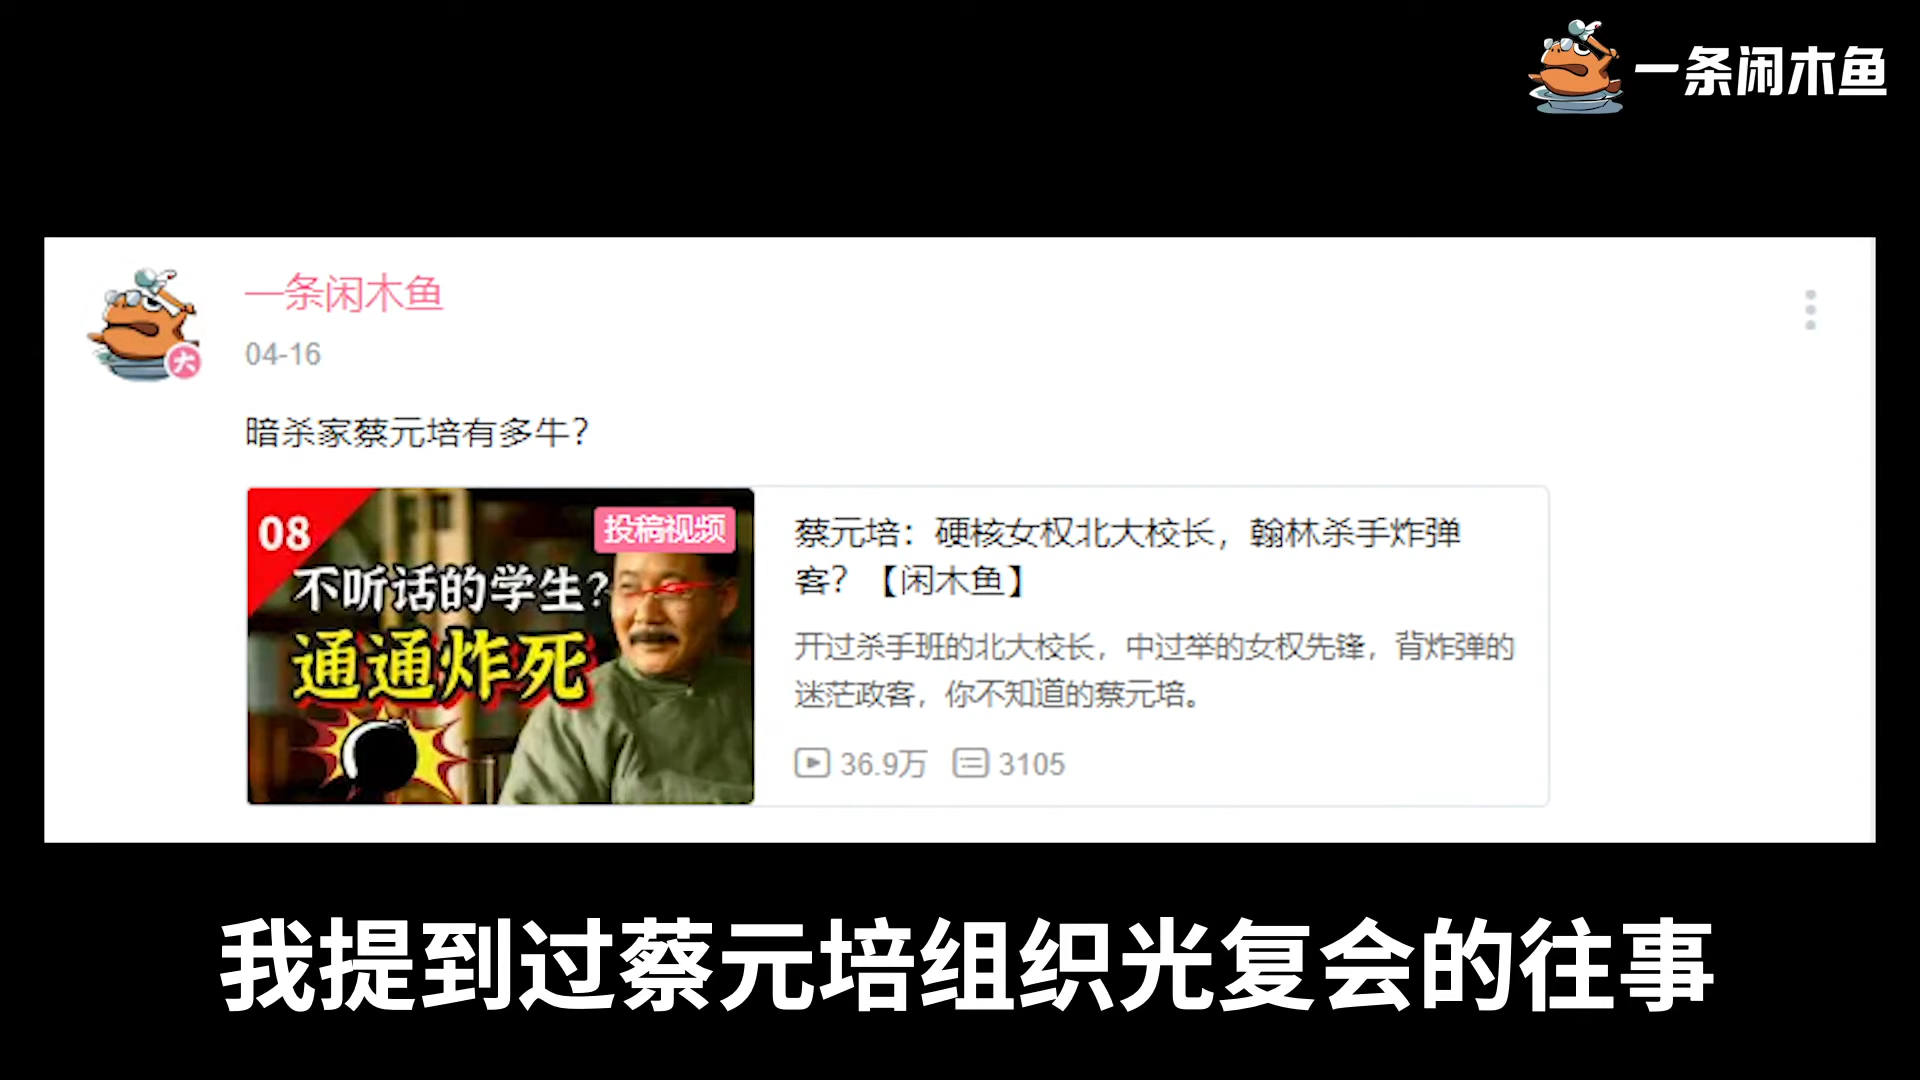 一条闲木鱼
一条闲木鱼
大
04-16
暗杀家蔡元培有多牛?
08
投稿视频
不听话的学生?
通通炸死
蔡元培：硬核女权北大校长，翰林杀手炸弹
客？【闲木鱼】
开过杀手班的北大校长，中过举的女权先锋，背炸弹的
迷茫政客，你不知道的蔡元培。
36.9万 3105
我提到过蔡元培组织光复会的往事